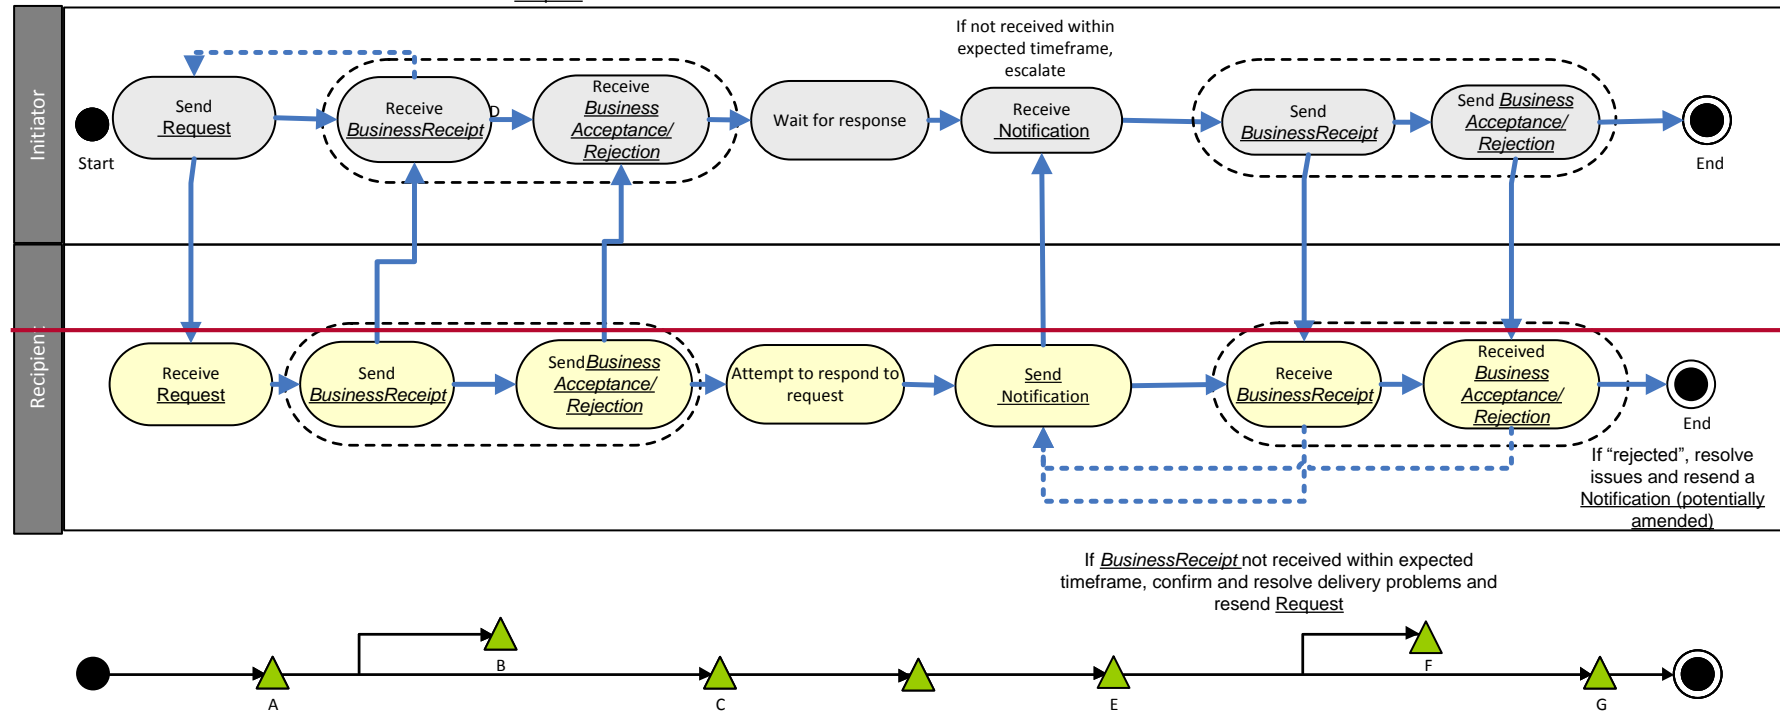 If not received within
expected timeframe,
escalate
Initiator
Start
Send
Request
Receive
BusinessReceipt
D
Receive
Business
Acceptance/
Rejection
Wait for response
Receive
Notification
Send
BusinessReceipt
Send Business
Acceptance/
Rejection
End
Recipient
Receive
Request
Send
BusinessReceipt
Send Business
Acceptance/
Rejection
Attempt to respond to
request
Send
Notification
Receive
BusinessReceipt
Received
Business
Acceptance/
Rejection
End
If “rejected”, resolve
issues and resend a
Notification (potentially
amended)
If BusinessReceipt not received within expected
timeframe, confirm and resolve delivery problems and
resend Request
A
B
C
E
F
G